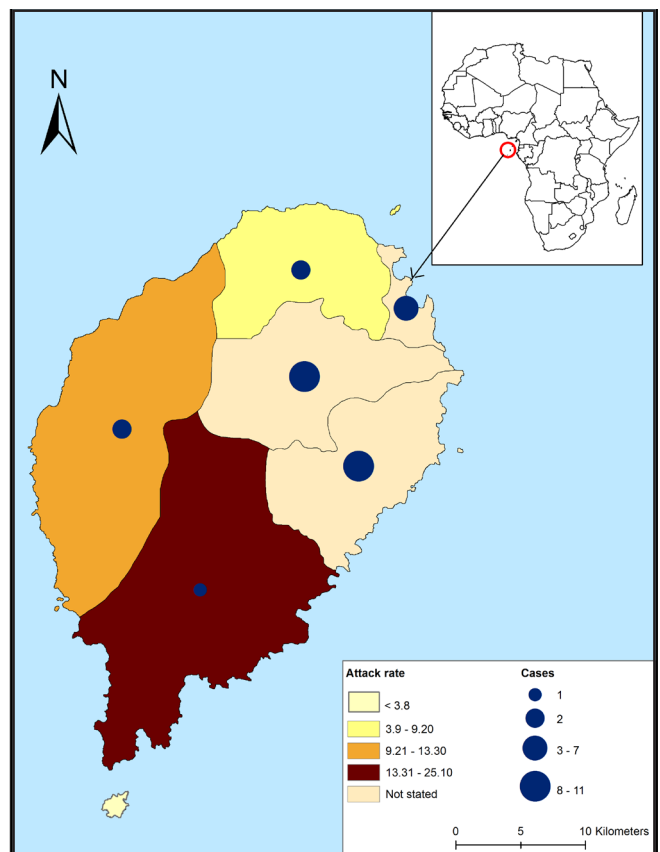 N
Attack rate
< 3.8
3.9 - 9.20
9.21 - 13.30
13.31 - 25.10
Not stated
Cases
1
2
3 - 7
8 - 11
0 5 10 Kilometers